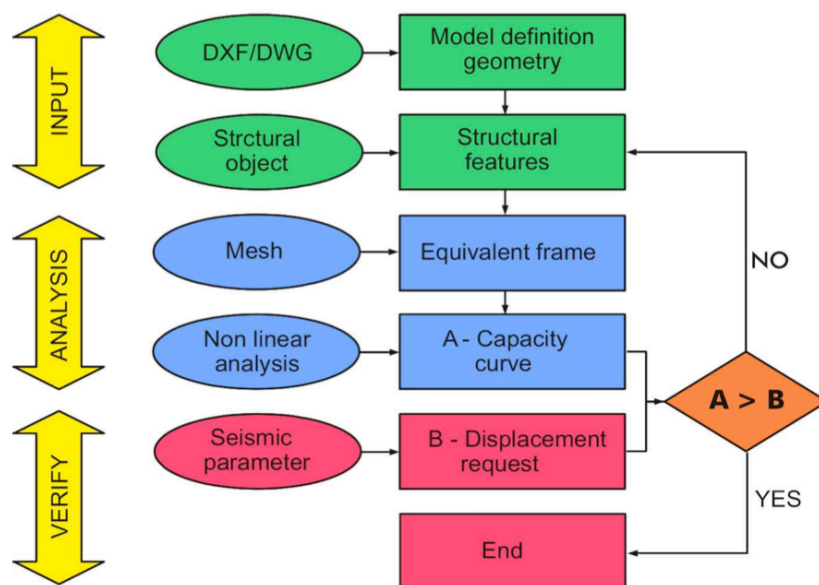 INPUT
DXF/DWG
Model definition
geometry
Strctural
object
Structural
features
ANALYSIS
Mesh
Equivalent frame
NO
Non linear
analysis
A - Capacity
curve
A > B
VERIFY
Seismic
parameter
B - Displacement
request
YES
End